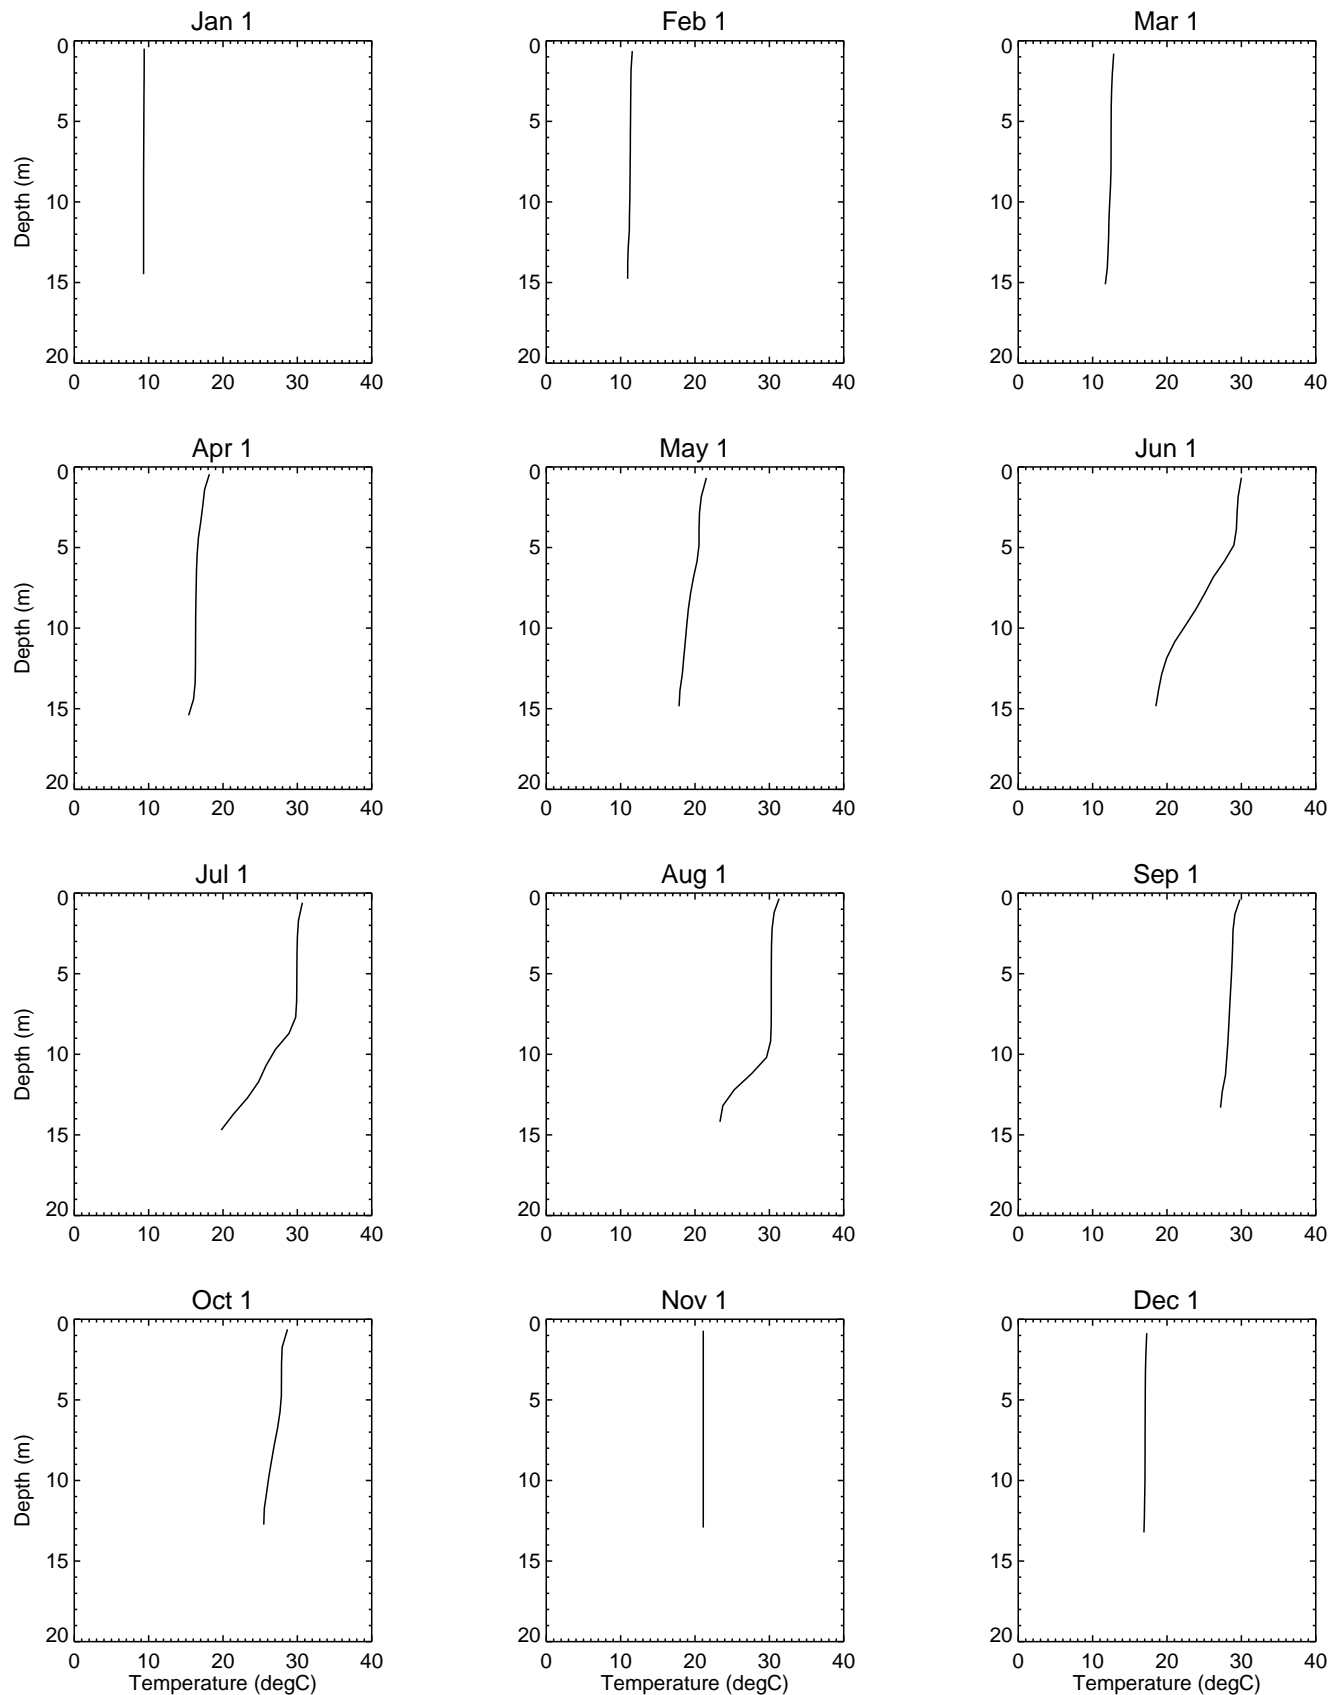 Jan 1 Feb 1 Mar 1
0 0 0
5 5 5
Depth (m)
10 10 10
15 15 15
20 20 20
0 10 20 30 40 0 10 20 30 40 0 10 20 30 40
Apr 1 May 1 Jun 1
0 0 0
5 5 5
Depth (m)
10 10 10
15 15 15
20 20 20
0 10 20 30 40 0 10 20 30 40 0 10 20 30 40
Jul 1 Aug 1 Sep 1
0 0 0
5 5 5
Depth (m)
10 10 10
15 15 15
20 20 20
0 10 20 30 40 0 10 20 30 40 0 10 20 30 40
Oct 1 Nov 1 Dec 1
0 0 0
5 5 5
Depth (m)
10 10 10
15 15 15
20 20 20
0 10 20 30 40 0 10 20 30 40 0 10 20 30 40
Temperature (degC) Temperature (degC) Temperature (degC)